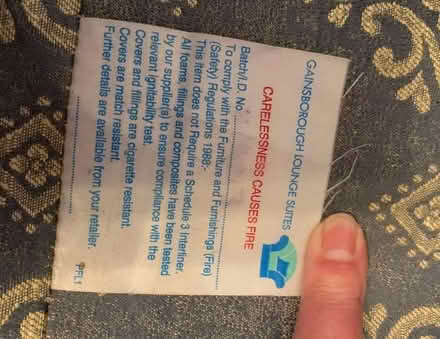 GAINSBOROUGH LOUNGE SUITES
CARELESSNESS CAUSES FIRE
Batch/I.D. No.
To comply with the Furniture and Furnishings (Fire)
(Safety) Regulations 1988:-
This item does not Require a Schedule 3 Interliner.
All foams, fillings and composites have been tested
by our supplier(s) to ensure compliance with the
relevant ignitability test.
Covers and fillings are cigarette resistant.
Covers are match resistant.
Further details are available from your retailer.
PFL1